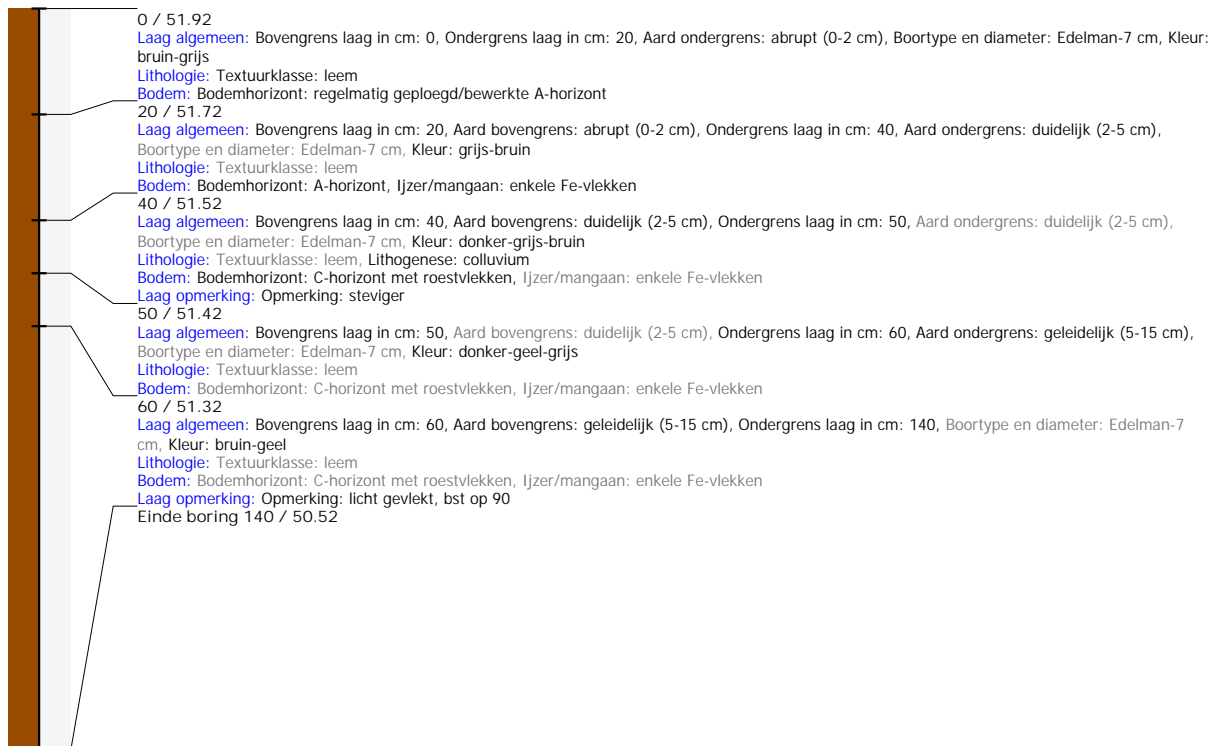 0 / 51.92
Laag algemeen: Bovengrens laag in cm: 0, Ondergrens laag in cm: 20, Aard ondergrens: abrupt (0-2 cm), Boortype en diameter: Edelman-7 cm, Kleur:
bruin-grijs
Lithologie: Textuurklasse: leem
Bodem: Bodemhorizont: regelmatig geploegd/bewerkte A-horizont
20 / 51.72
Laag algemeen: Bovengrens laag in cm: 20, Aard bovengrens: abrupt (0-2 cm), Ondergrens laag in cm: 40, Aard ondergrens: duidelijk (2-5 cm),
Boortype en diameter: Edelman-7 cm, Kleur: grijs-bruin
Lithologie: Textuurklasse: leem
Bodem: Bodemhorizont: A-horizont, Ijzer/mangaan: enkele Fe-vlekken
40 / 51.52
Laag algemeen: Bovengrens laag in cm: 40, Aard bovengrens: duidelijk (2-5 cm), Ondergrens laag in cm: 50, Aard ondergrens: duidelijk (2-5 cm),
Boortype en diameter: Edelman-7 cm, Kleur: donker-grijs-bruin
Lithologie: Textuurklasse: leem, Lithogenese: colluvium
Bodem: Bodemhorizont: C-horizont met roestvlekken, Ijzer/mangaan: enkele Fe-vlekken
Laag opmerking: Opmerking: steviger
50 / 51.42
Laag algemeen: Bovengrens laag in cm: 50, Aard bovengrens: duidelijk (2-5 cm), Ondergrens laag in cm: 60, Aard ondergrens: geleidelijk (5-15 cm),
Boortype en diameter: Edelman-7 cm, Kleur: donker-geel-grijs
Lithologie: Textuurklasse: leem
Bodem: Bodemhorizont: C-horizont met roestvlekken, Ijzer/mangaan: enkele Fe-vlekken
60 / 51.32
Laag algemeen: Bovengrens laag in cm: 60, Aard bovengrens: geleidelijk (5-15 cm), Ondergrens laag in cm: 140, Boortype en diameter: Edelman-7
cm, Kleur: bruin-geel
Lithologie: Textuurklasse: leem
Bodem: Bodemhorizont: C-horizont met roestvlekken, Ijzer/mangaan: enkele Fe-vlekken
Laag opmerking: Opmerking: licht gevlekt, bst op 90
Einde boring 140 / 50.52